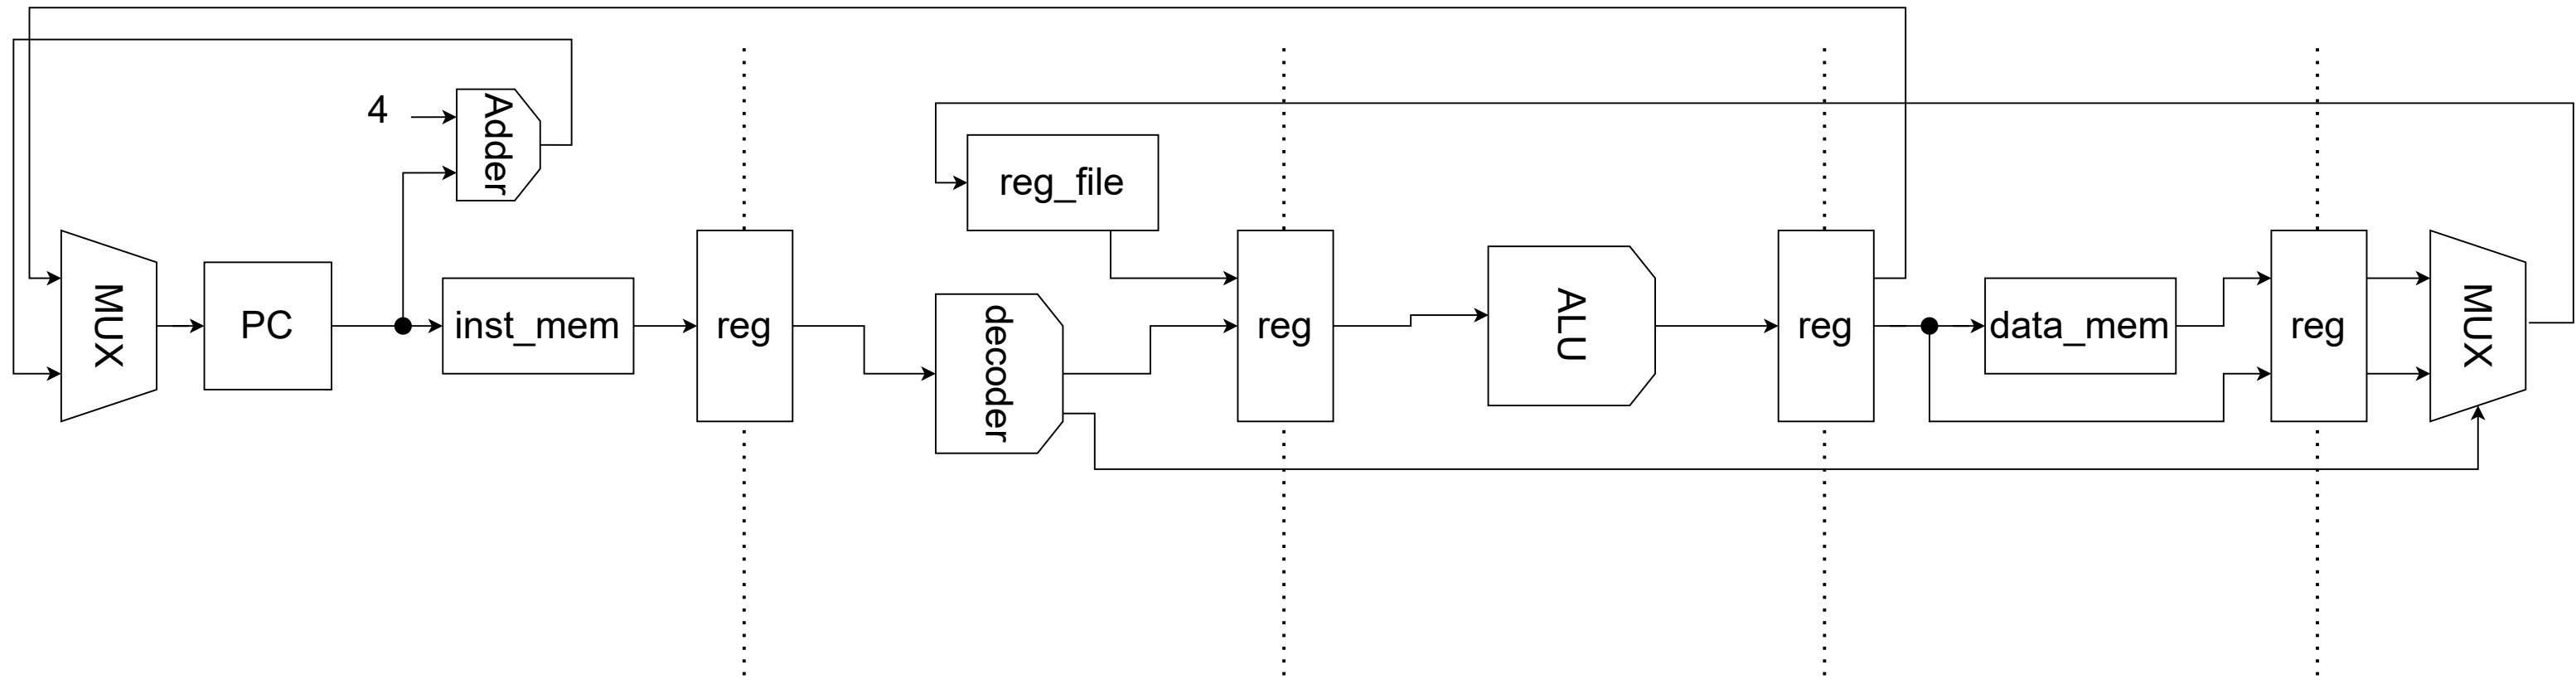 4
Adder
reg_file
MUX
PC
inst_mem
reg
decoder
reg
ALU
reg
data_mem
reg
MUX